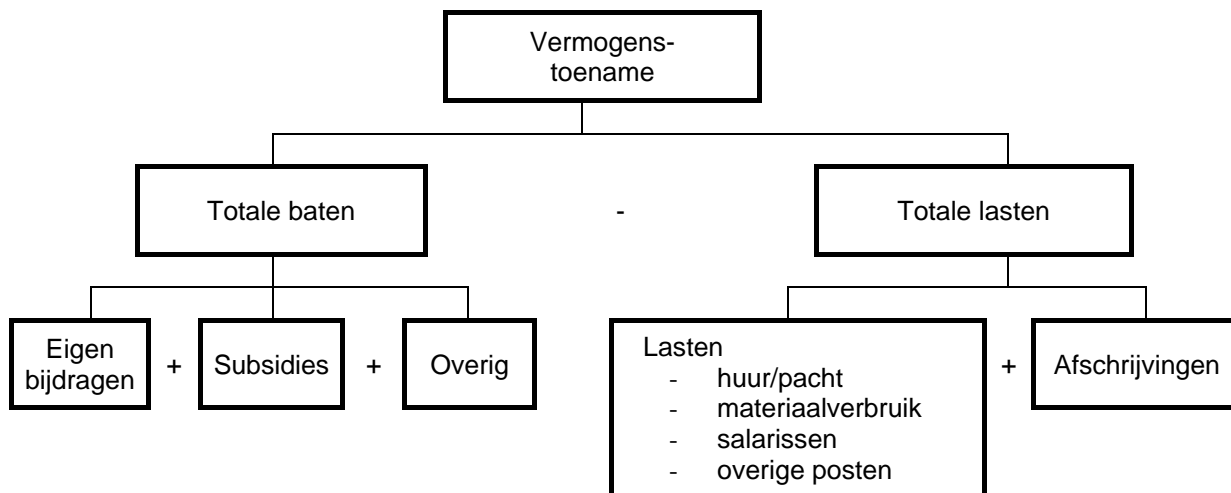 Vermogens-
toename
Totale baten
-
Totale lasten
Eigen
bijdragen
+
Subsidies
+
Overig
Lasten
- huur/pacht
- materiaalverbruik
- salarissen
- overige posten
+
Afschrijvingen